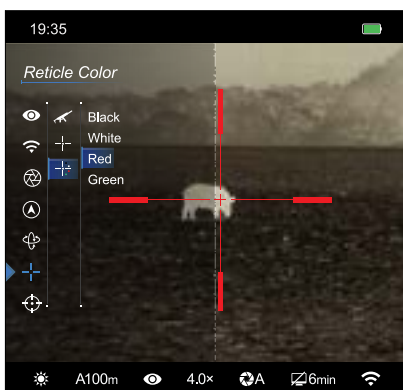 19:35
Reticle Color
Black
White
Red
Green
A100m
4.0×
A
6min